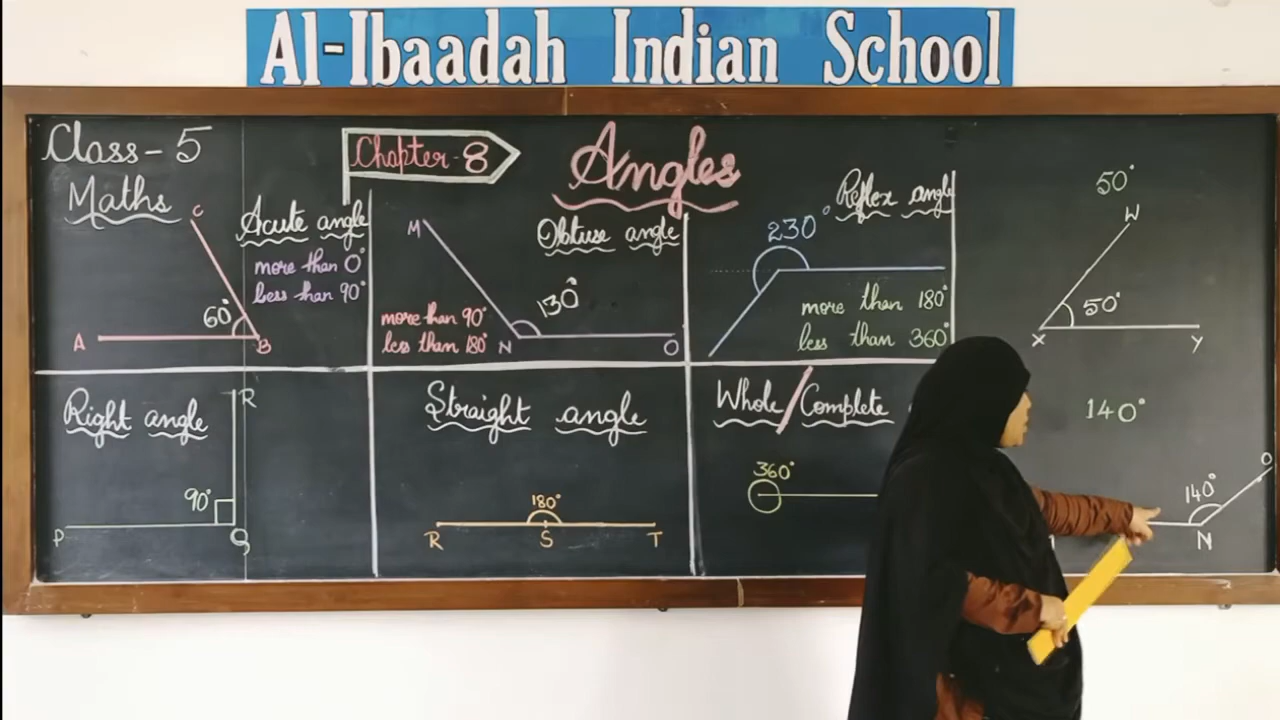 Al-Ibaadah Indian School
Class-5
Maths
Chapter-8
Angles
Acute angle
more than 0°
less than 90°
C
60°
A
B
Obtuse angle
M
130°
more than 90°
less than 180°
N
O
Reflex angle
230°
more than 180°
less than 360°
50°
W
50°
X
Y
Right angle
R
90°
P
Q
Straight angle
180°
R
S
T
Whole/Complete
360°
140°
O
140°
N